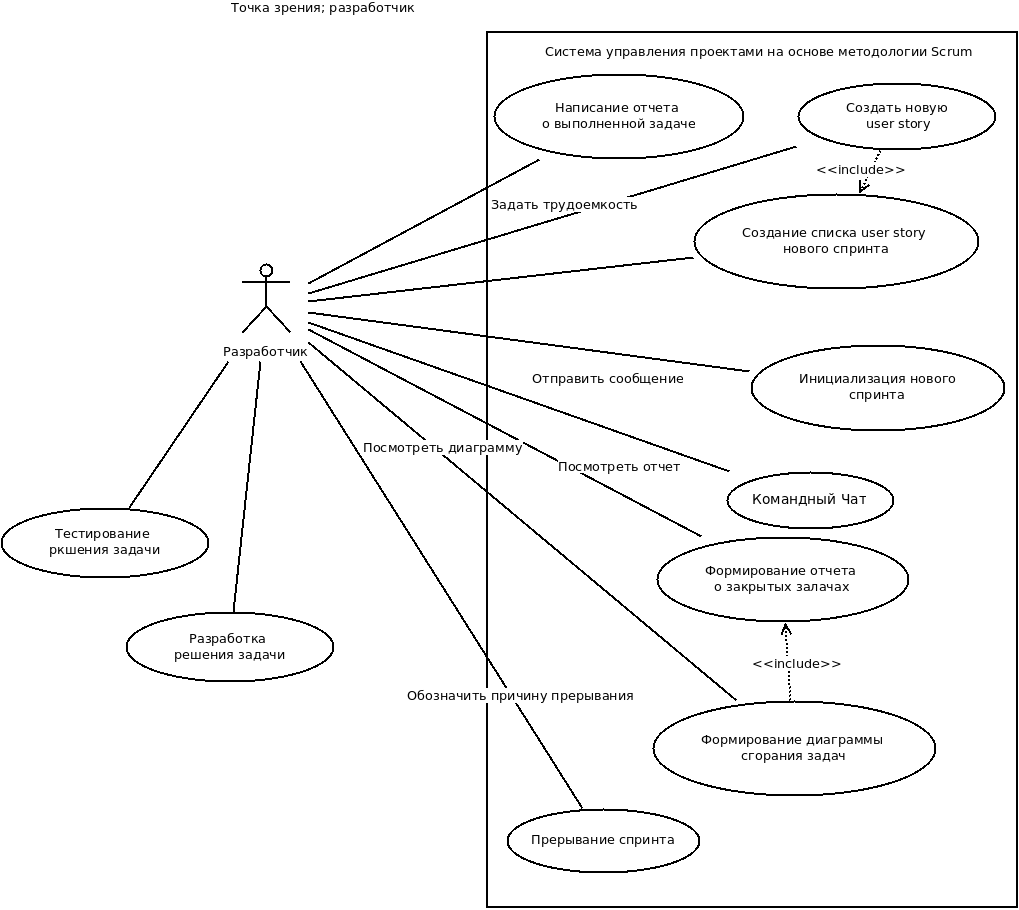 Точка зрения; разработчик
Система управления проектами на основе методологии Scrum
Написание отчета
о выполненной задаче
Создать новую
user story
<<include>>
Задать трудоемкость
Создание списка user story
нового спринта
Разработчик
Отправить сообщение
Инициализация нового
спринта
Посмотреть диаграмму
Посмотреть отчет
Командный Чат
Тестирование
ркшения задачи
Формирование отчета
о закрытых залачах
Разработка
решения задачи
<<include>>
Обозначить причину прерывания
Формирование диаграммы
сгорания задач
Прерывание спринта